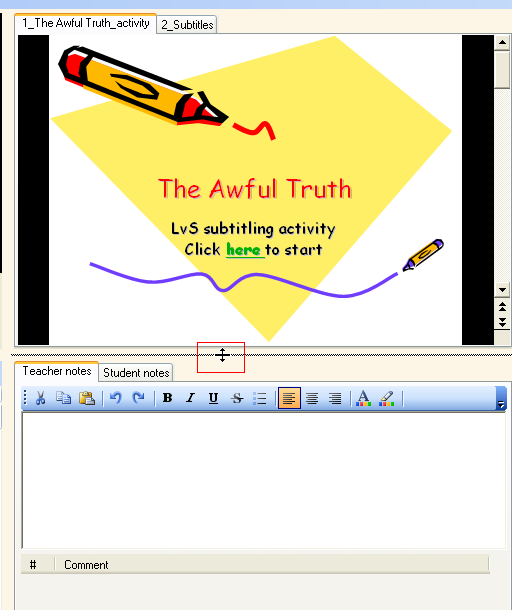 1_The Awful Truth_activity 2_Subtitles
The Awful Truth
LvS subtitling activity
Click here to start
Teacher notes Student notes
B I U S A
# Comment